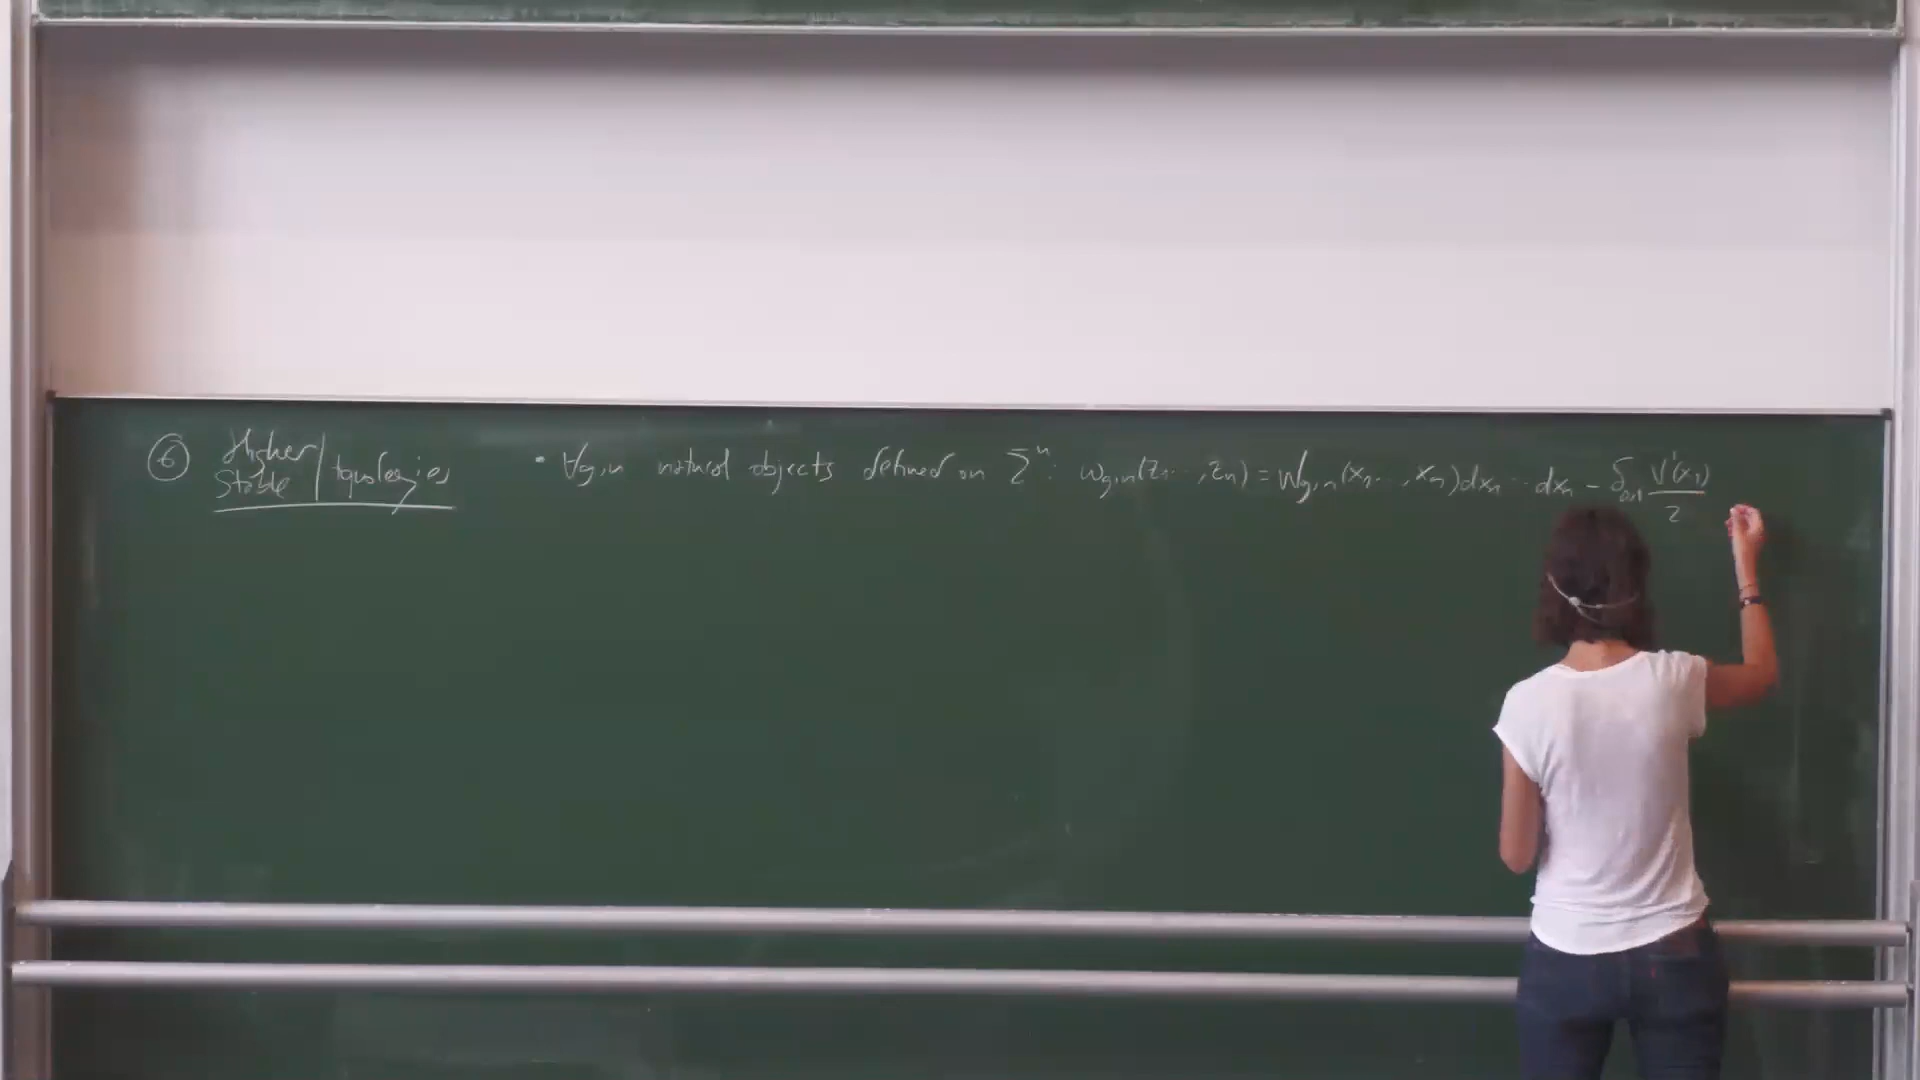 ⑥ Higher/Stable topologies
• ∀g,n natural objects defined on Σⁿ: ω_{g,n}(z₁…,z_n) = W_{g,n}(x₁…,x_n)dx₁…dx_n − δ_{0,1} V'(x₁)/2